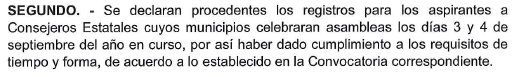 SEGUNDO. - Se declaran procedentes los registros para los aspirantes a
Consejeros Estatales cuyos municipios celebraran asambleas los días 3 y 4 de
septiembre del año en curso, por así haber dado cumplimiento a los requisitos de
tiempo y forma, de acuerdo a lo establecido en la Convocatoria correspondiente.